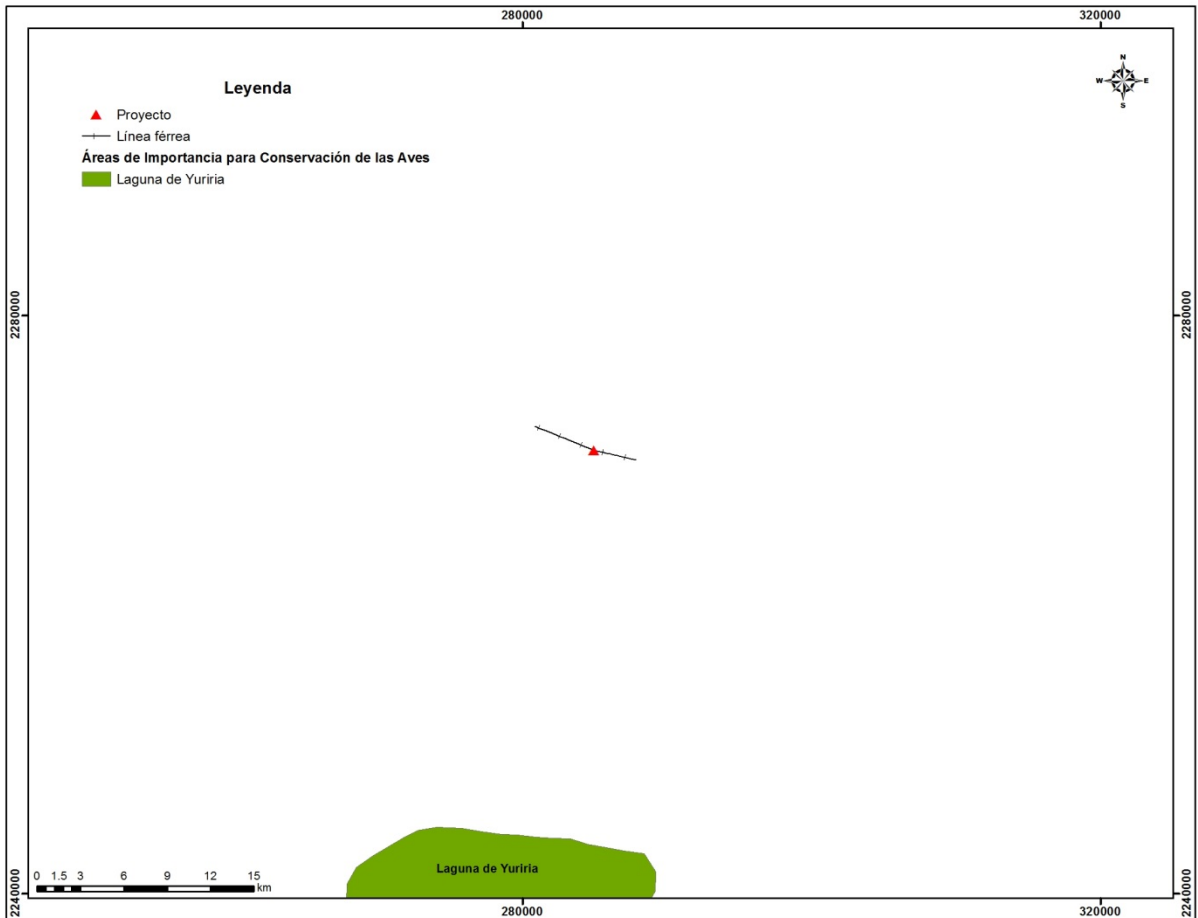 280000
320000
N
W
E
S
Leyenda
Proyecto
Línea férrea
Áreas de Importancia para Conservación de las Aves
Laguna de Yuriria
2280000
2280000
Laguna de Yuriria
0 1.5 3 6 9 12 15
km
2240000
2240000
280000
320000